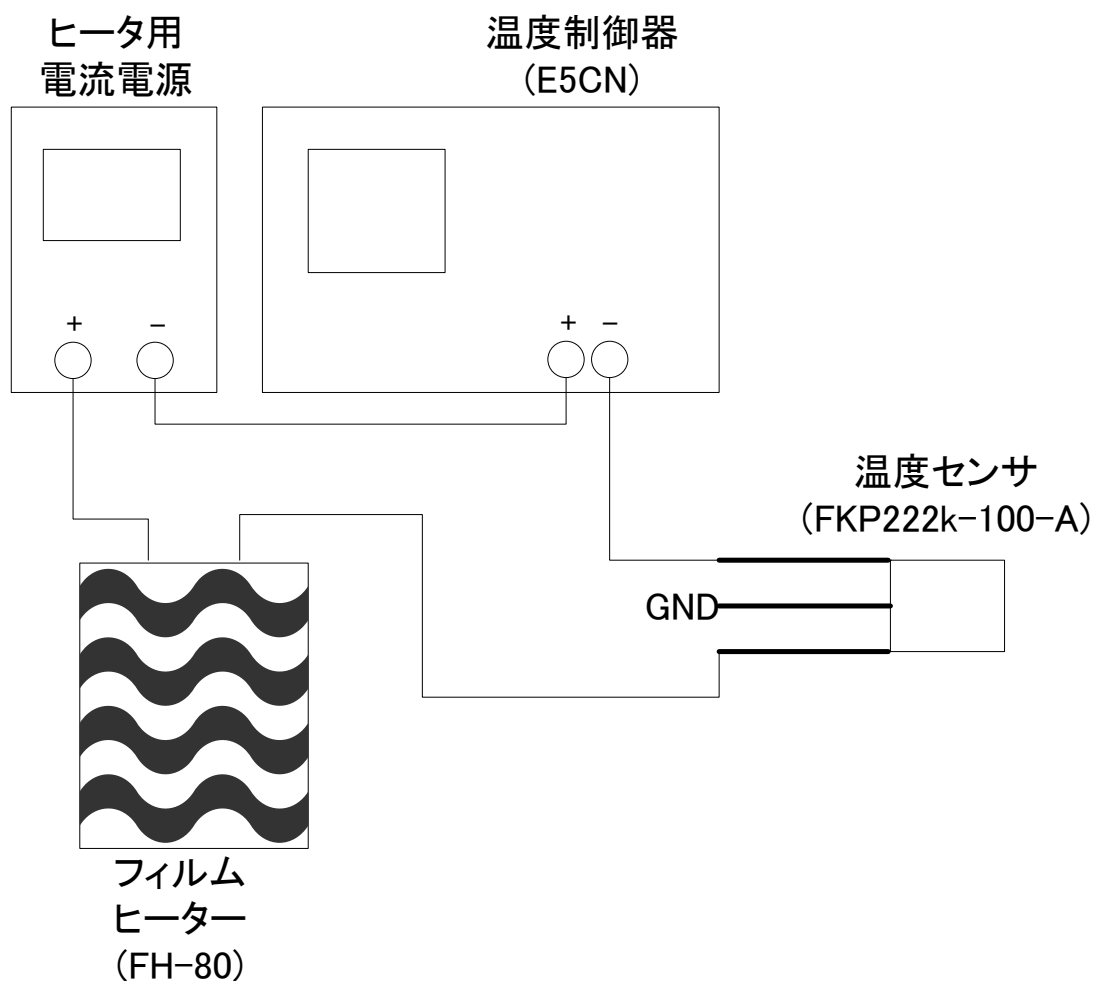 ヒータ用
電流電源
温度制御器
(E5CN)
+ −
+ −
温度センサ
(FKP222k-100-A)
GND
フィルム
ヒーター
(FH-80)